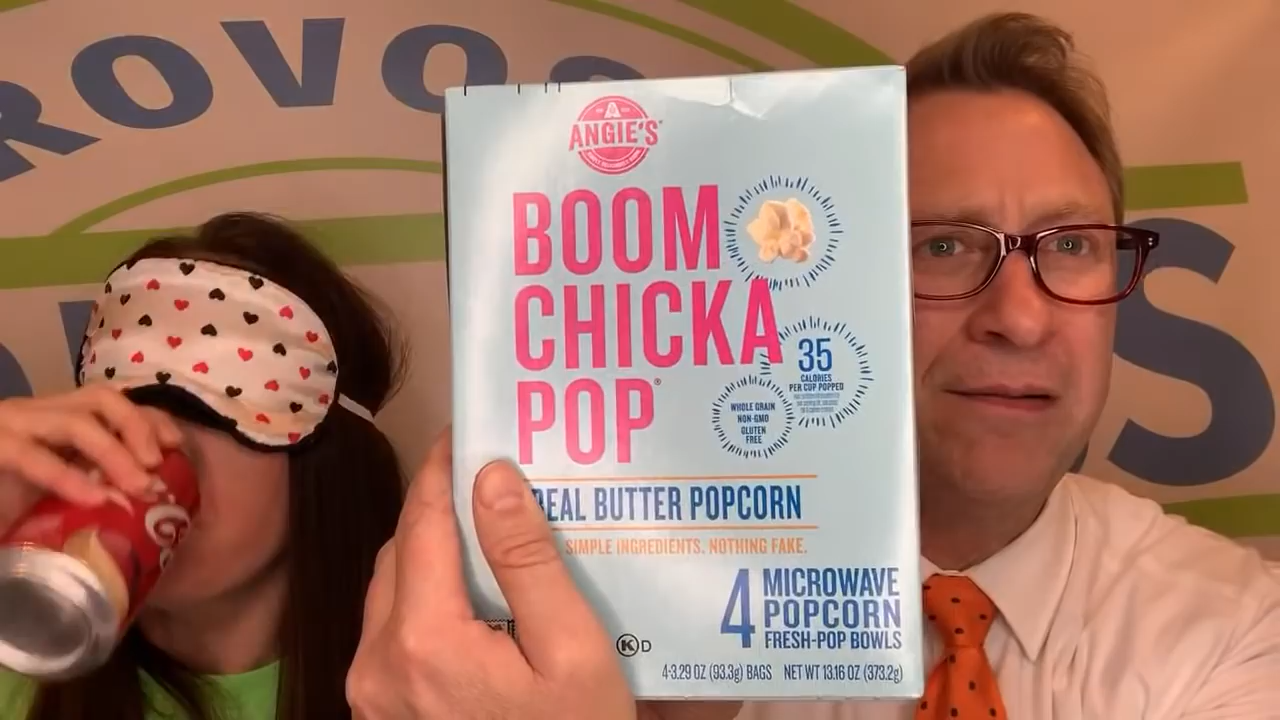 ROVO
S
A
ANGIE'S
BOOM
CHICKA
POP®
35
CALORIES
PER CUP POPPED
WHOLE GRAIN
NON-GMO
GLUTEN
FREE
REAL BUTTER POPCORN
SIMPLE INGREDIENTS. NOTHING FAKE.
4 MICROWAVE
POPCORN
FRESH-POP BOWLS
K D
4-3.29 OZ (93.3g) BAGS NET WT 13.16 OZ (373.2g)